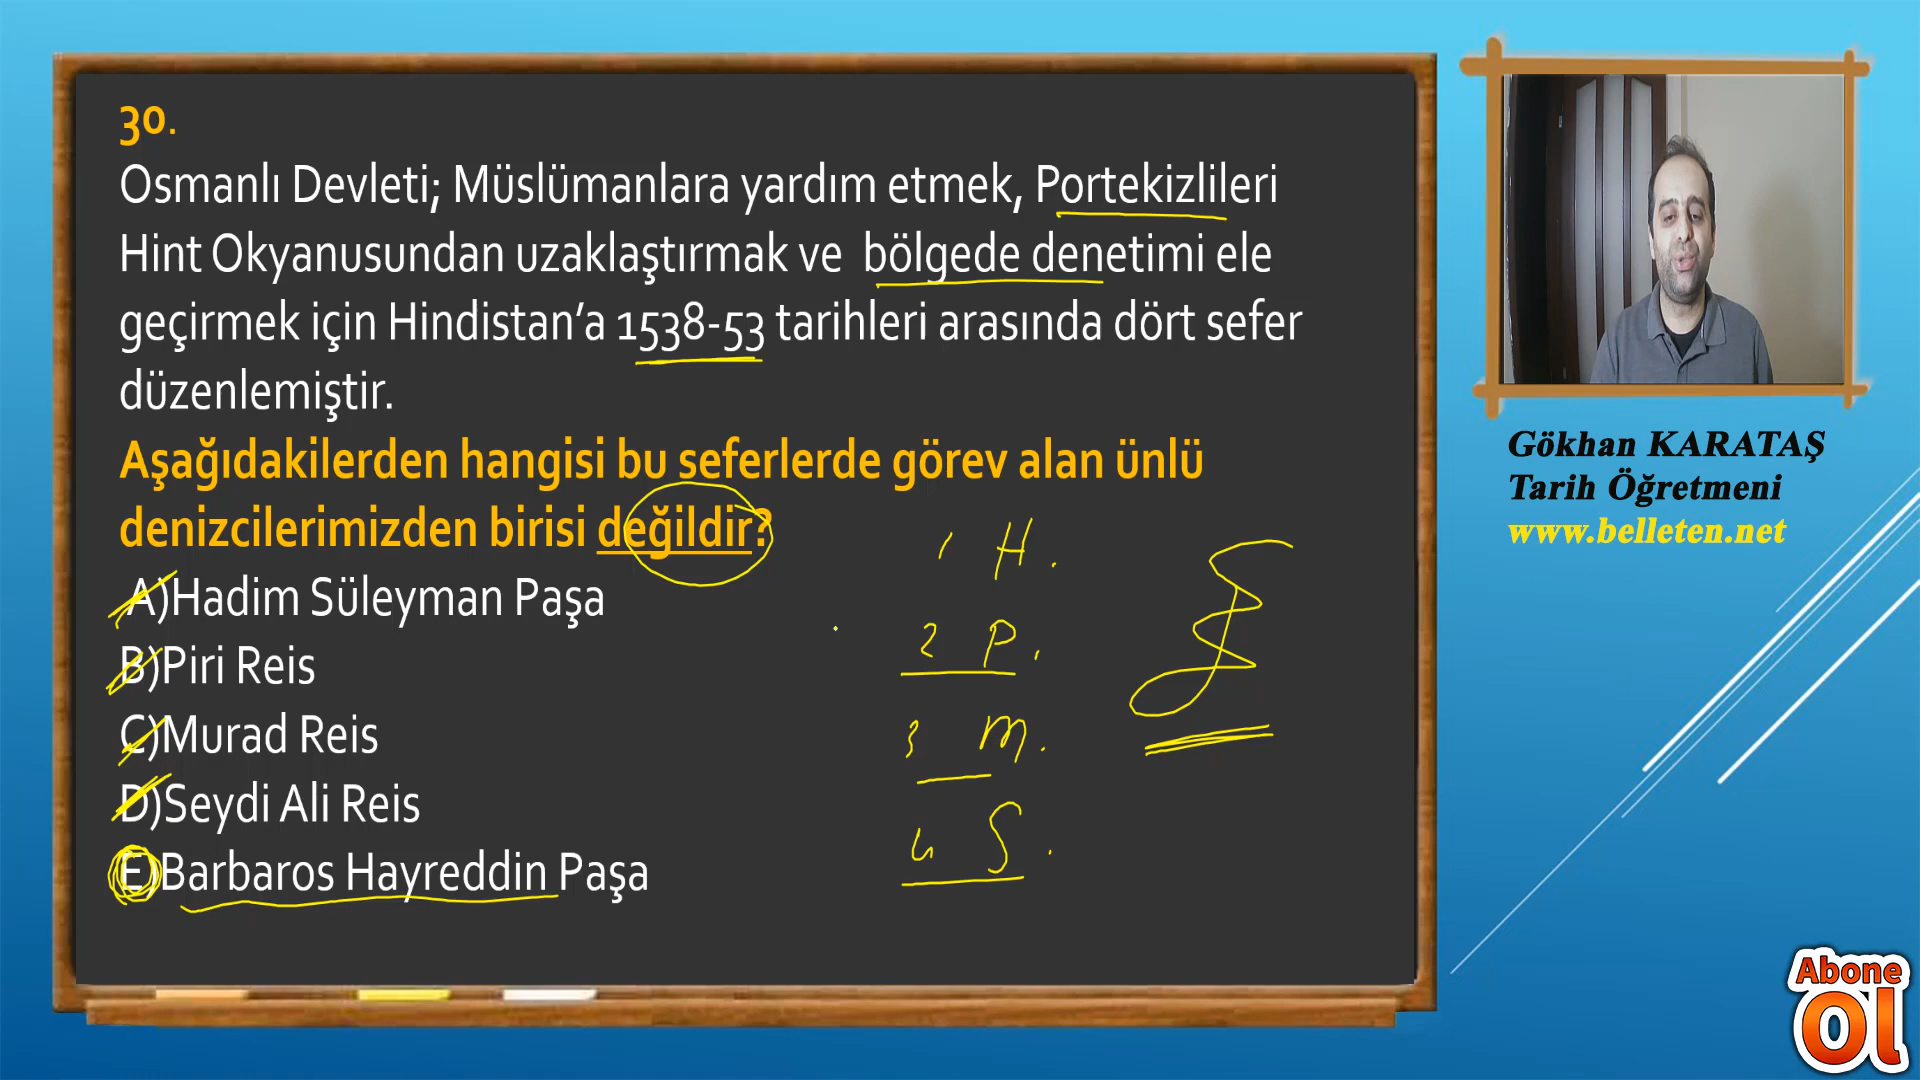 30.
Osmanlı Devleti; Müslümanlara yardım etmek, Portekizlileri
Hint Okyanusundan uzaklaştırmak ve bölgede denetimi ele
geçirmek için Hindistan'a 1538-53 tarihleri arasında dört sefer
düzenlemiştir.
Aşağıdakilerden hangisi bu seferlerde görev alan ünlü
denizcilerimizden birisi değildir?
A)Hadim Süleyman Paşa
B)Piri Reis
C)Murad Reis
D)Seydi Ali Reis
E)Barbaros Hayreddin Paşa
1 H.
2 P.
3 M.
4 S.
Gökhan KARATAŞ
Tarih Öğretmeni
www.belleten.net
Abone
Ol